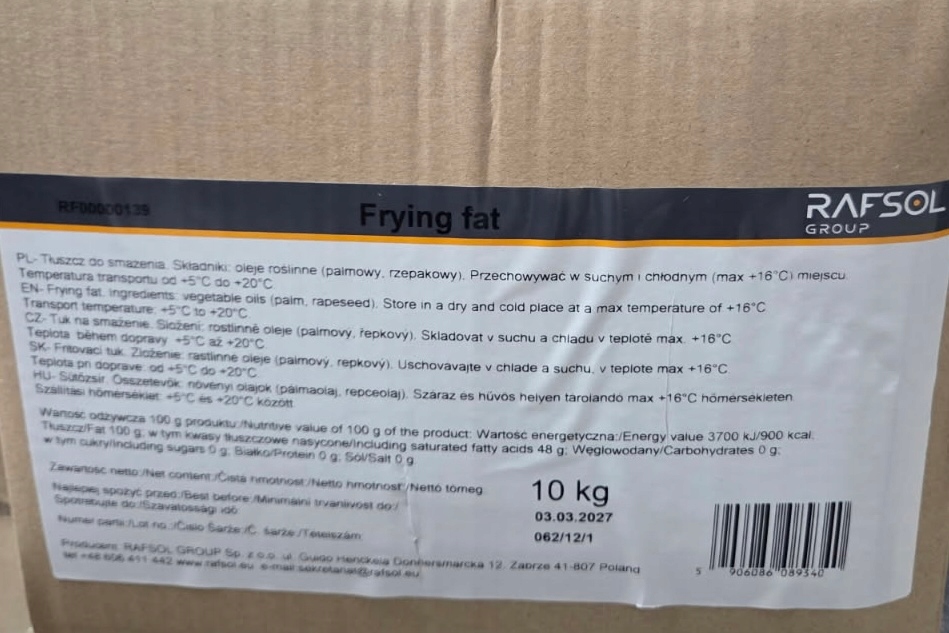 RF00000139
Frying fat
RAFSOL
GROUP
PL- Tłuszcz do smażenia. Składniki: oleje roślinne (palmowy, rzepakowy). Przechowywać w suchym i chłodnym (max +16°C) miejscu.
Temperatura transportu od +5°C do +20°C
EN- Frying fat. Ingredients: vegetable oils (palm, rapeseed). Store in a dry and cold place at a max temperature of +16°C
Transport temperature: +5°C to +20°C
CZ- Tuk na smaženie. Složení: rostlinné oleje (palmový, řepkový). Skladovat v suchu a chladu v teplotě max. +16°C
Teplota během dopravy +5°C až +20°C
SK- Fritovací tuk. Zloženie: rastlinné oleje (palmový, repkový). Uschovavajte v chlade a suchu, v teplote max +16°C
Teplota pri doprave: od +5°C do +20°C
HU- Sütőzsír. Összetevők: növényi olajok (pálmaolaj, repceolaj). Száraz és hűvös helyen tárolandó max +16°C hőmérsékleten
Szállítási hőmérséklet: +5°C és +20°C között
Wartość odżywcza 100 g produktu:/Nutritive value of 100 g of the product: Wartość energetyczna:/Energy value 3700 kJ/900 kcal.
Tłuszcz/Fat 100 g; w tym kwasy tłuszczowe nasycone/including saturated fatty acids 48 g; Węglowodany/Carbohydrates 0 g;
w tym cukry/including sugars 0 g; Białko/Protein 0 g; Sól/Salt 0 g
Zawartość netto:/Net content:/Čistá hmotnost:/Netto hmotnosť:/Nettó tömeg
10 kg
Najlepiej spożyć przed:/Best before:/Minimální trvanlivost do:/
Spotrebujte do:/Szavatossági idő
03.03.2027
Numer partii:/Lot no.:/Číslo Šarže:/Č. šarže:/Tételszám
062/12/1
Producent: RAFSOL GROUP Sp. z o.o. ul. Guido Henckela Donnersmarcka 12. Zabrze 41-807 Poland
tel +48 606 411 442 www.rafsol.eu e-mail:sekretariat@rafsol.eu
5 906086 089340